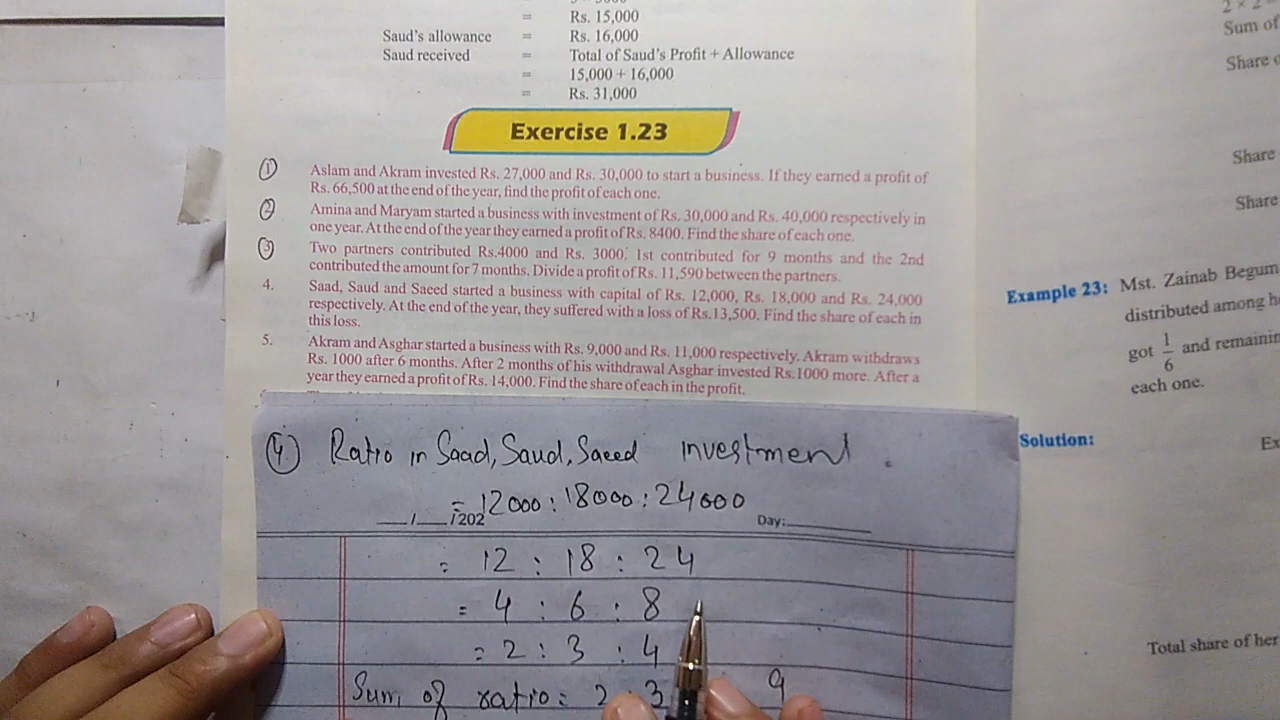 = Rs. 15,000
Saud's allowance = Rs. 16,000
Saud received = Total of Saud's Profit + Allowance
= 15,000 + 16,000
= Rs. 31,000
Exercise 1.23
1 Aslam and Akram invested Rs. 27,000 and Rs. 30,000 to start a business. If they earned a profit of
Rs. 66,500 at the end of the year, find the profit of each one.
2 Amina and Maryam started a business with investment of Rs. 30,000 and Rs. 40,000 respectively in
one year. At the end of the year they earned a profit of Rs. 8400. Find the share of each one.
3 Two partners contributed Rs.4000 and Rs. 3000. 1st contributed for 9 months and the 2nd
contributed the amount for 7 months. Divide a profit of Rs. 11,590 between the partners.
4. Saad, Saud and Saeed started a business with capital of Rs. 12,000, Rs. 18,000 and Rs. 24,000
respectively. At the end of the year, they suffered with a loss of Rs.13,500. Find the share of each in
this loss.
5. Akram and Asghar started a business with Rs. 9,000 and Rs. 11,000 respectively. Akram withdraws
Rs. 1000 after 6 months. After 2 months of his withdrawal Asghar invested Rs.1000 more. After a
year they earned a profit of Rs. 14,000. Find the share of each in the profit.
4 Ratio in Saad, Saud, Saeed investment.
= 12000 : 18000 : 24000
__/__/202 Day:
= 12 : 18 : 24
= 4 : 6 : 8
= 2 : 3 : 4
Sum of ratio = 2 3 9
Sum of
Share
Share
Share
Example 23: Mst. Zainab Begum
distributed among
got 1/6 and
each one.
Solution:
Total share of her